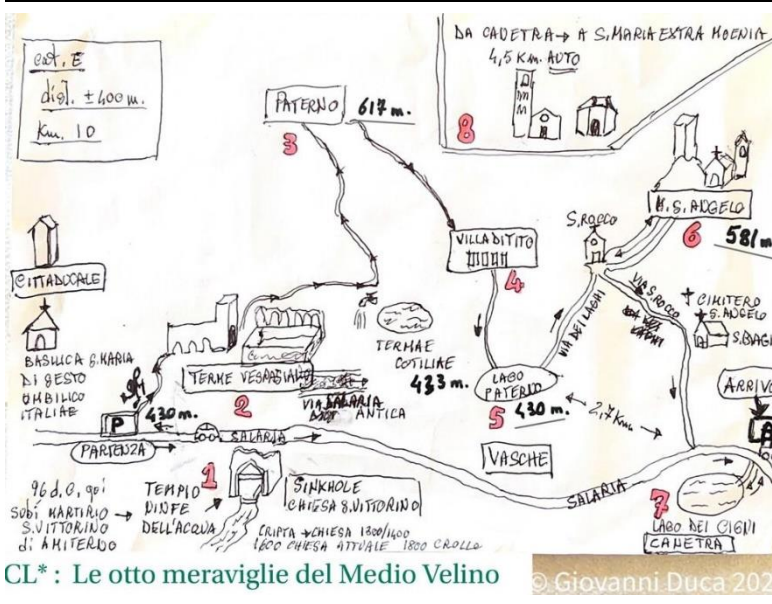 cat. E
disl. ± 400 m.
Km. 10
DA CANETRA → A S. MARIA EXTRA MOENIA
4,5 Km. AUTO
8
PATERNO
617 m.
3
VILLA DI TITO
4
S. ROCCO
M. S. ANGELO
6
581 m
CITTADUCALE
BASILICA S. MARIA
DI SESTO
UMBILICO
ITALIAE
TERME VESPASIANO
2
TERMAE
COTILIAE
433 m.
VIA SALARIA
ANTICA
VIA DEI LAGHI
VIA S. ROCCO
CIMITERO
S. ANGELO
S. BIAGI
LAGO
PATERNO
5
430 m.
2,7 Km
VASCHE
ARRIVO
P
430 m.
PARTENZA
SALARIA
SALARIA
1
96 d.C. qui
subì MARTIRIO
S. VITTORINO
di AMITERNO
TEMPIO
NINFE
DELL'ACQUA
SINKHOLE
CHIESA S. VITTORINO
CRIPTA → CHIESA 1300/1400
1600 CHIESA ATTUALE 1800 CROLLO
7
LAGO DEI CIGNI
CANETRA
CL* : Le otto meraviglie del Medio Velino
© Giovanni Duca 202